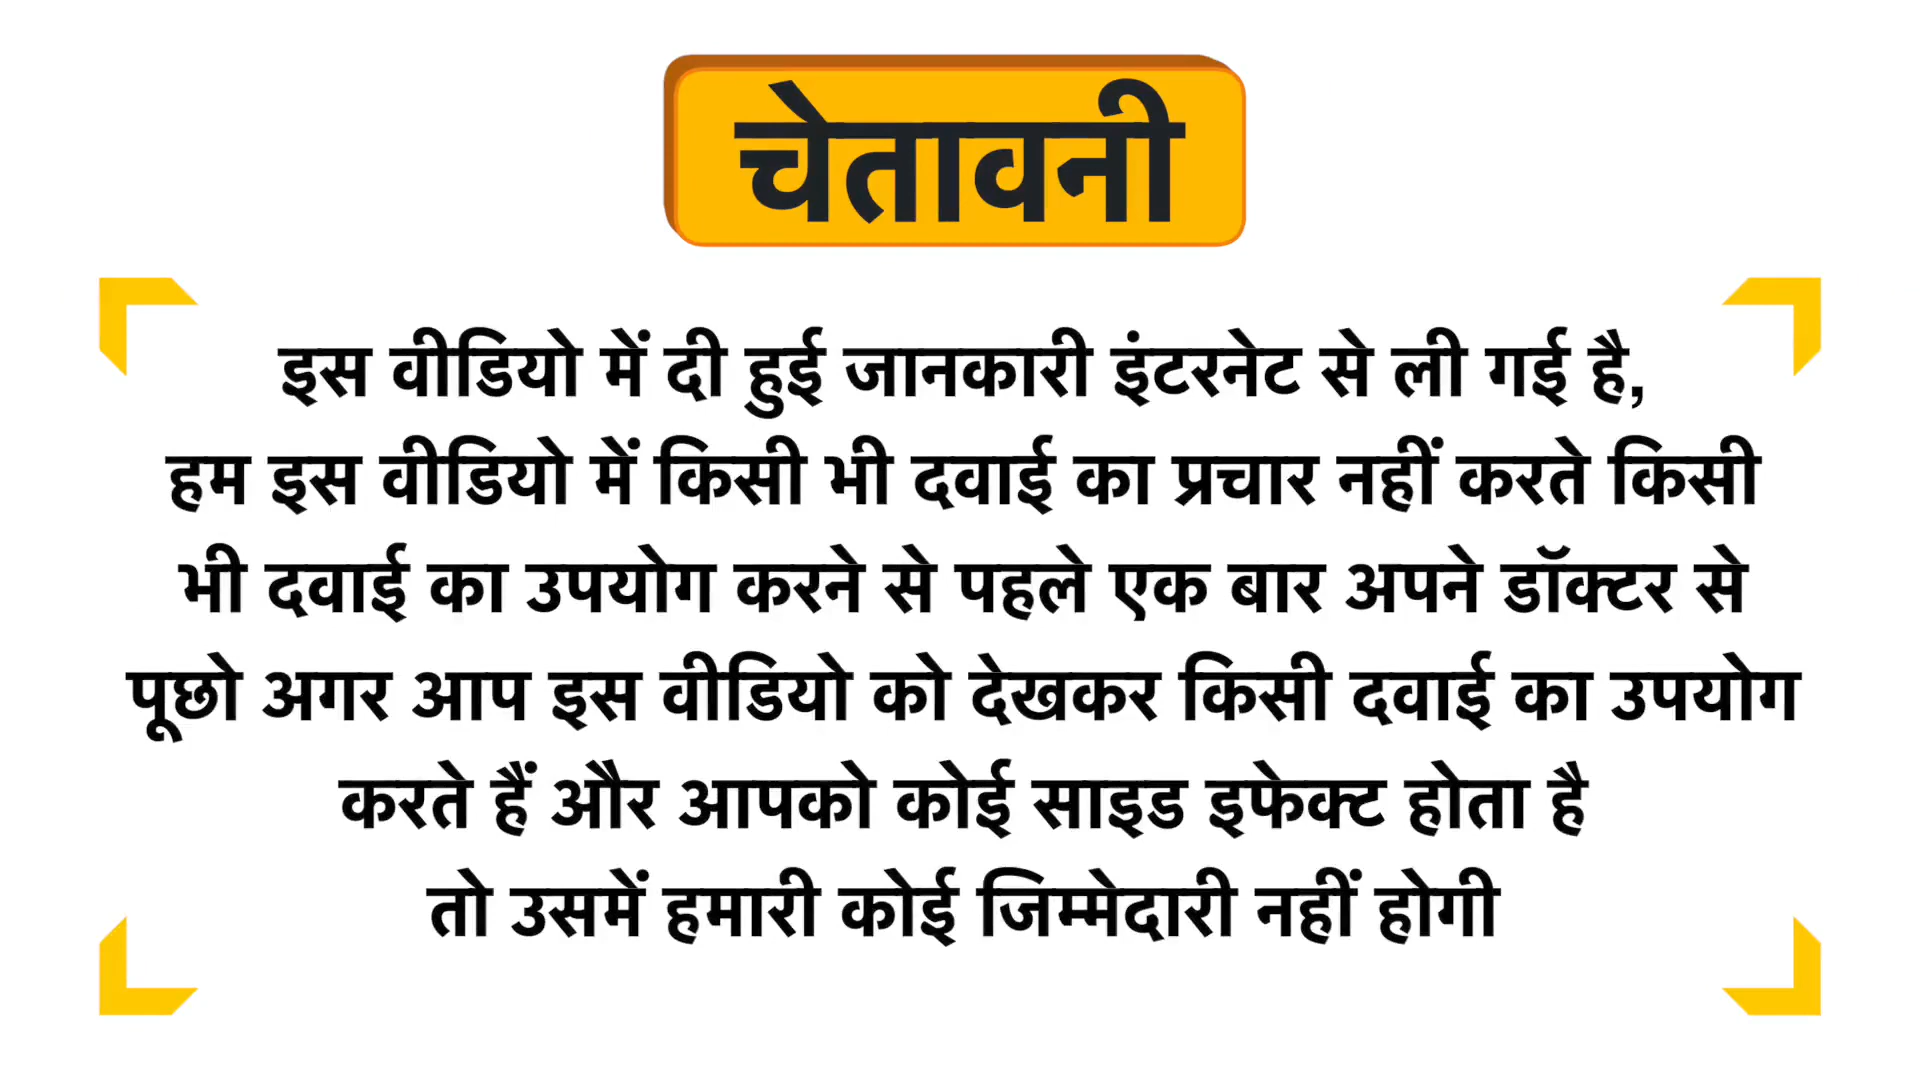 चेतावनी
इस वीडियो में दी हुई जानकारी इंटरनेट से ली गई है,
हम इस वीडियो में किसी भी दवाई का प्रचार नहीं करते किसी
भी दवाई का उपयोग करने से पहले एक बार अपने डॉक्टर से
पूछो अगर आप इस वीडियो को देखकर किसी दवाई का उपयोग
करते हैं और आपको कोई साइड इफेक्ट होता है
तो उसमें हमारी कोई जिम्मेदारी नहीं होगी